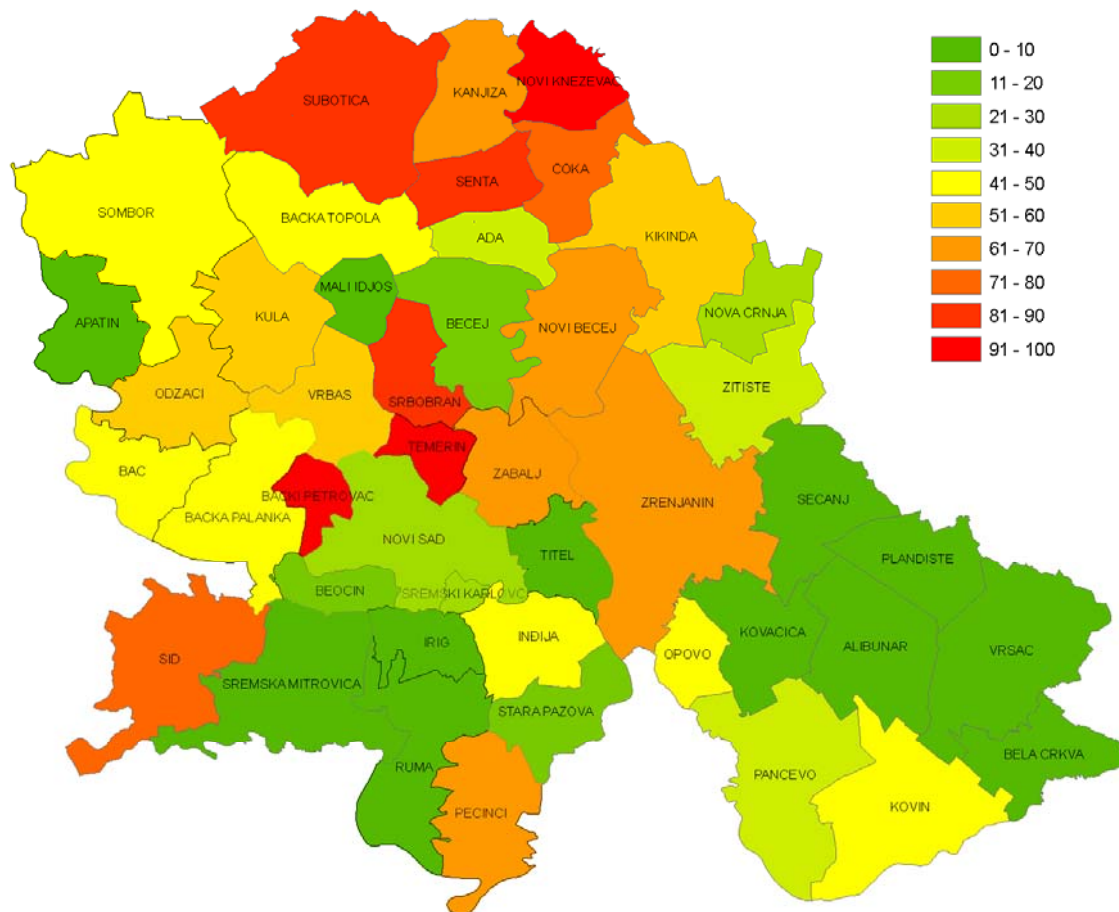 NOVI KNEZEVAC
SUBOTICA
KANJIZA
SENTA
COKA
SOMBOR
BACKA TOPOLA
ADA
KIKINDA
MALI IDJOS
APATIN
KULA
BECEJ
NOVI BECEJ
NOVA CRNJA
ZITISTE
ODZACI
VRBAS
SRBOBRAN
TEMERIN
ZABALJ
BAC
BACKI PETROVAC
BACKA PALANKA
ZRENJANIN
SECANJ
NOVI SAD
TITEL
PLANDISTE
BEOCIN
SREMSKI KARLOVC
IRIG
INĐIJA
OPOVO
KOVACICA
ALIBUNAR
VRSAC
SID
SREMSKA MITROVICA
STARA PAZOVA
RUMA
PANCEVO
BELA CRKVA
PECINCI
KOVIN
0 - 10
11 - 20
21 - 30
31 - 40
41 - 50
51 - 60
61 - 70
71 - 80
81 - 90
91 - 100